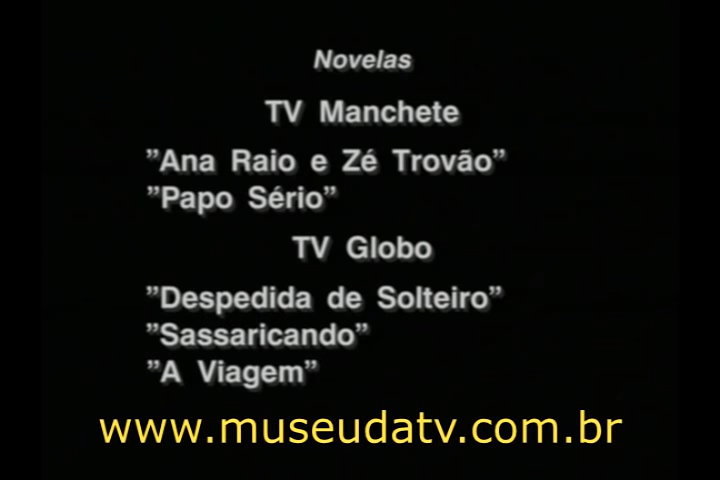 Novelas
TV Manchete
”Ana Raio e Zé Trovão”
”Papo Sério”
TV Globo
”Despedida de Solteiro”
”Sassaricando”
”A Viagem”
www.museudatv.com.br